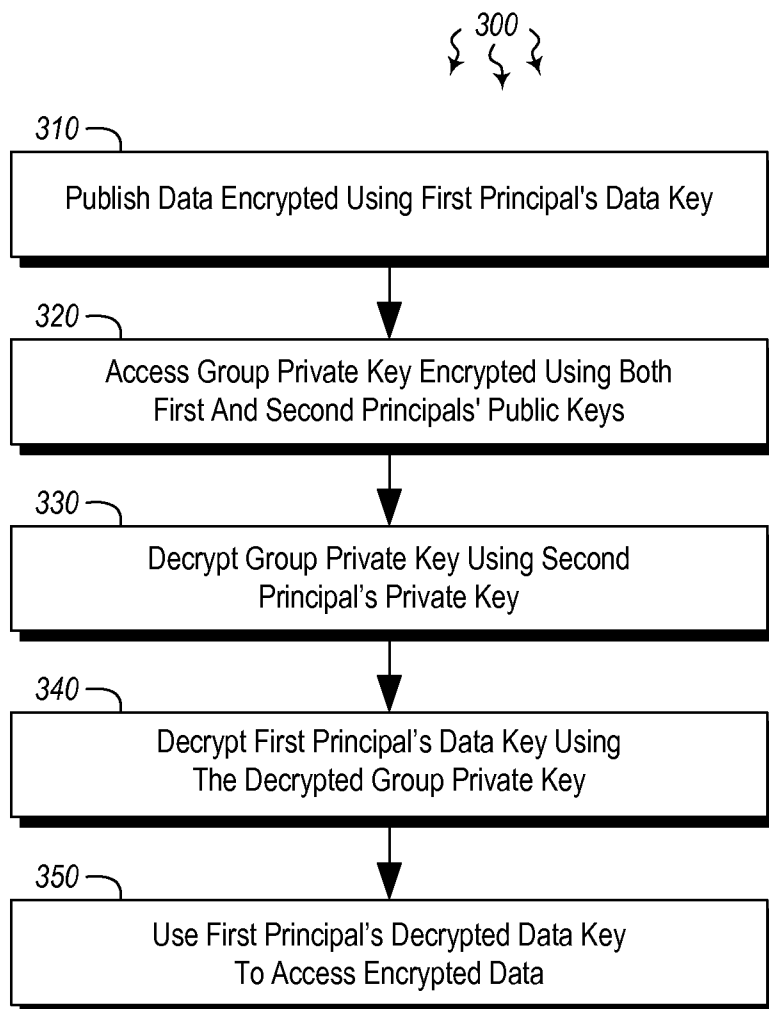 300
310
Publish Data Encrypted Using First Principal's Data Key
320
Access Group Private Key Encrypted Using Both
First And Second Principals' Public Keys
330
Decrypt Group Private Key Using Second
Principal’s Private Key
340
Decrypt First Principal’s Data Key Using
The Decrypted Group Private Key
350
Use First Principal’s Decrypted Data Key
To Access Encrypted Data